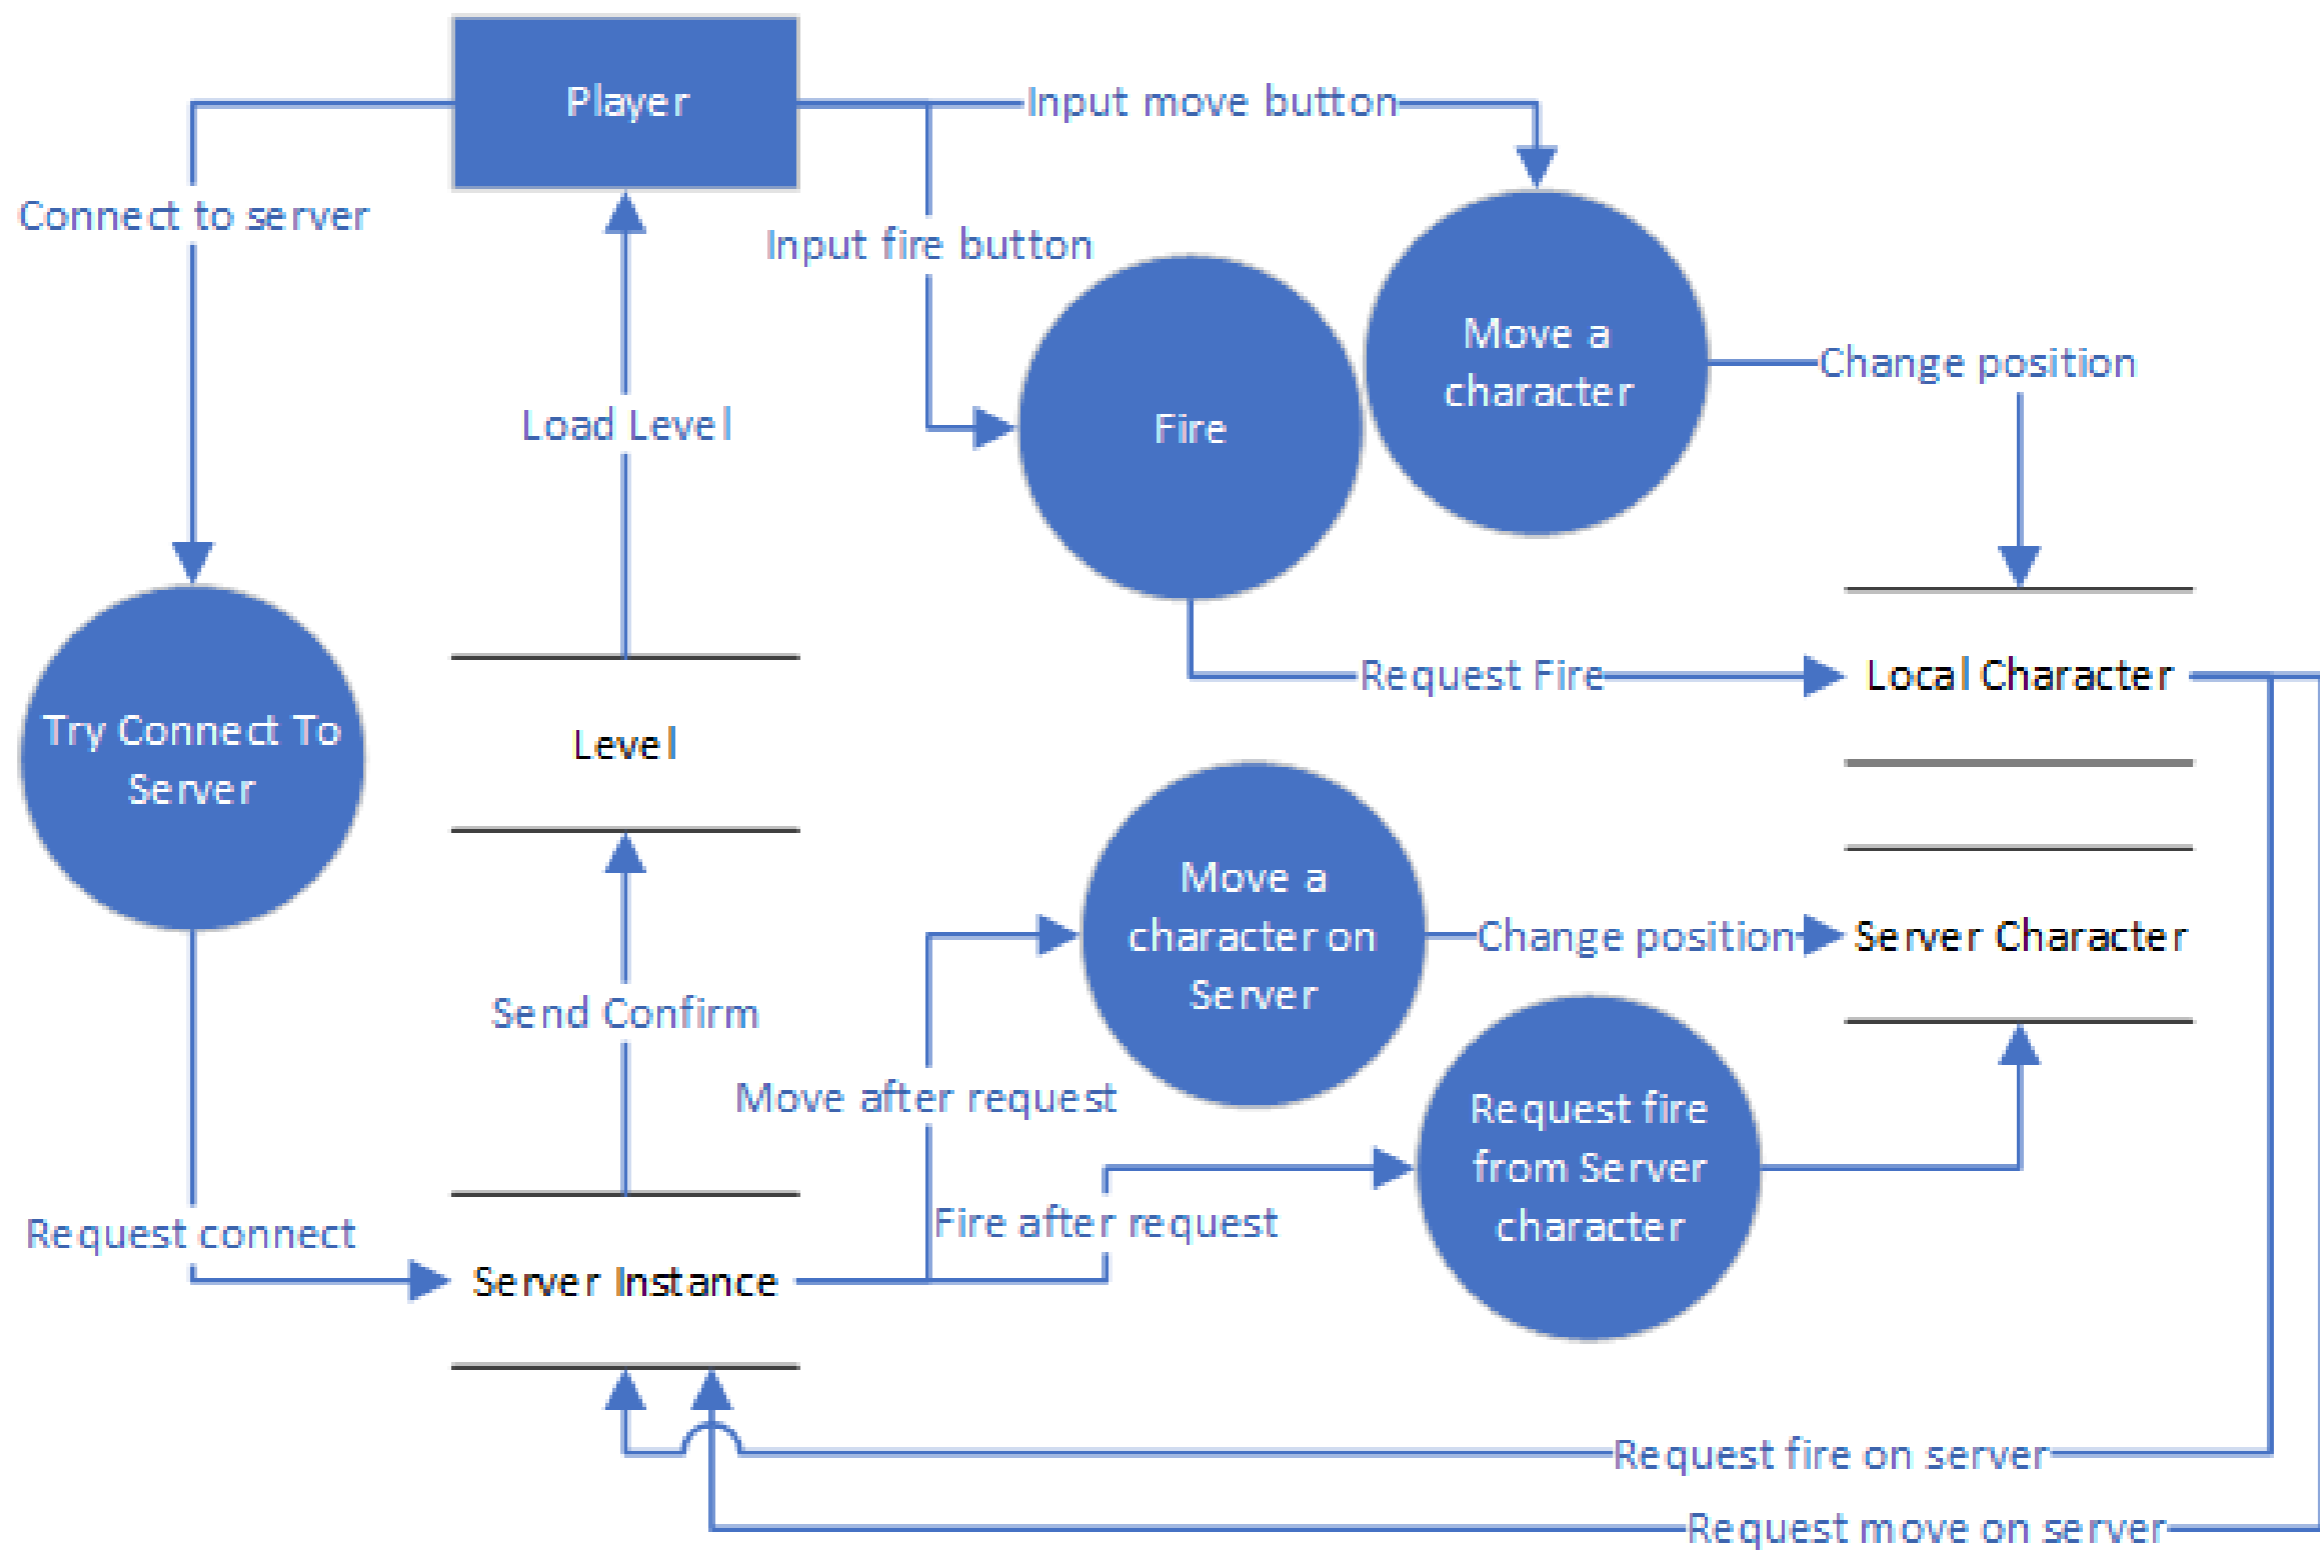 Player
Input move button
Connect to server
Input fire button
Move a
character
Change position
Load Level
Fire
Request Fire
Local Character
Try Connect To
Server
Level
Move a
character on
Server
Change position
Server Character
Send Confirm
Move after request
Request fire
from Server
character
Fire after request
Request connect
Server Instance
Request fire on server
Request move on server